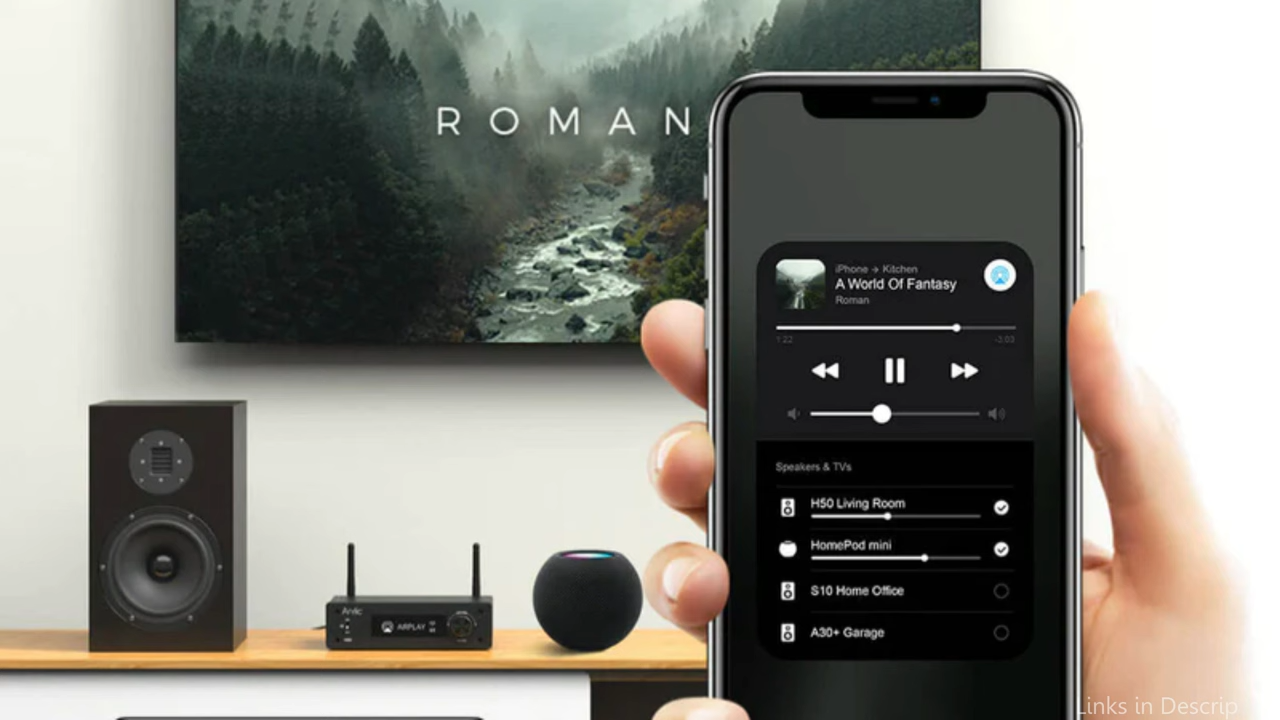 ROMAN
iPhone → Kitchen
A World Of Fantasy
Roman
1:22
-3:03
Speakers & TVs
H50 Living Room
HomePod mini
S10 Home Office
A30+ Garage
Arylic
AIRPLAY
Links in Descrip